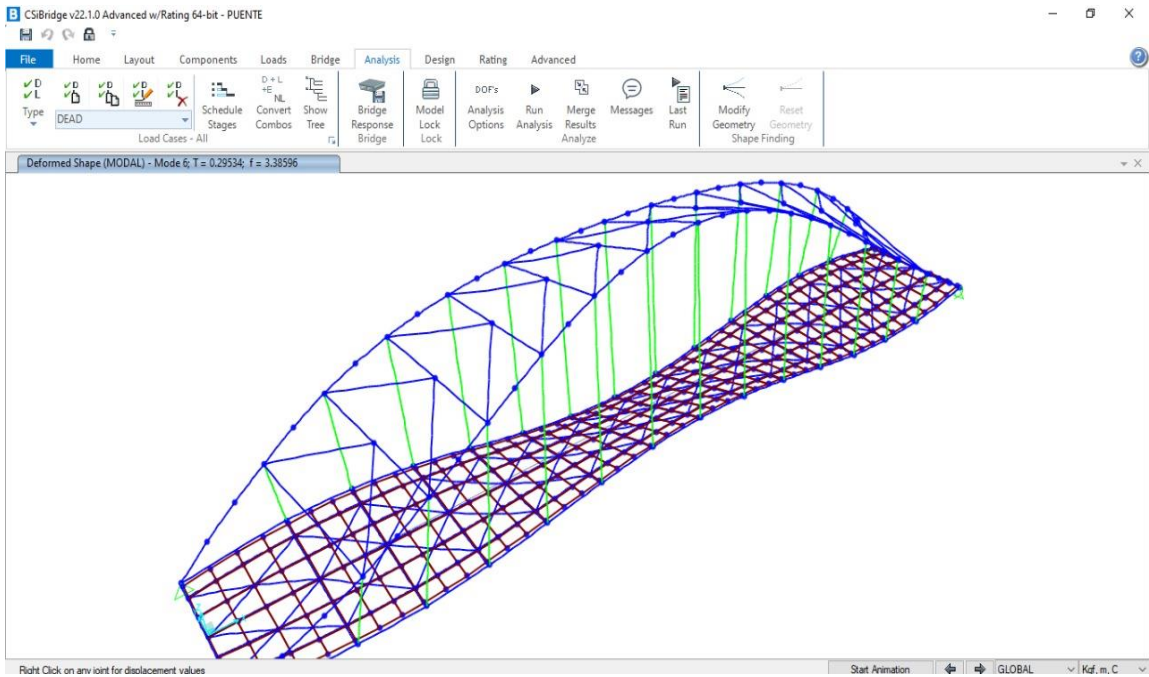 CSiBridge v22.1.0 Advanced w/Rating 64-bit - PUENTE
File Home Layout Components Loads Bridge Analysis Design Rating Advanced
Type
DEAD
Schedule Stages
D + L +E NL
Convert Combos
Show Tree
Load Cases - All
Bridge Response
Bridge
Model Lock
Lock
DOF's
Analysis Options
Run Analysis
Merge Results
Messages
Last Run
Analyze
Modify Geometry
Reset Geometry
Shape Finding
Deformed Shape (MODAL) - Mode 6; T = 0.29534; f = 3.38596
Right Click on any joint for displacement values
Start Animation
GLOBAL
Kgf, m, C